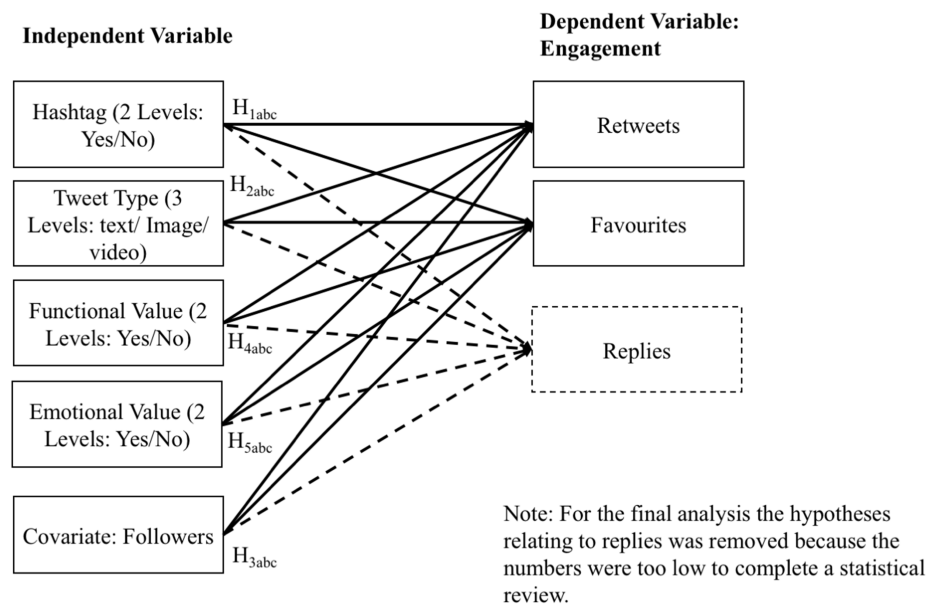 Independent Variable
Dependent Variable:
Engagement
Hashtag (2 Levels:
Yes/No)
H1abc
Retweets
Tweet Type (3
Levels: text/ Image/
video)
H2abc
Favourites
Functional Value (2
Levels: Yes/No)
H4abc
Replies
Emotional Value (2
Levels: Yes/No)
H5abc
Covariate: Followers
H3abc
Note: For the final analysis the hypotheses
relating to replies was removed because the
numbers were too low to complete a statistical
review.